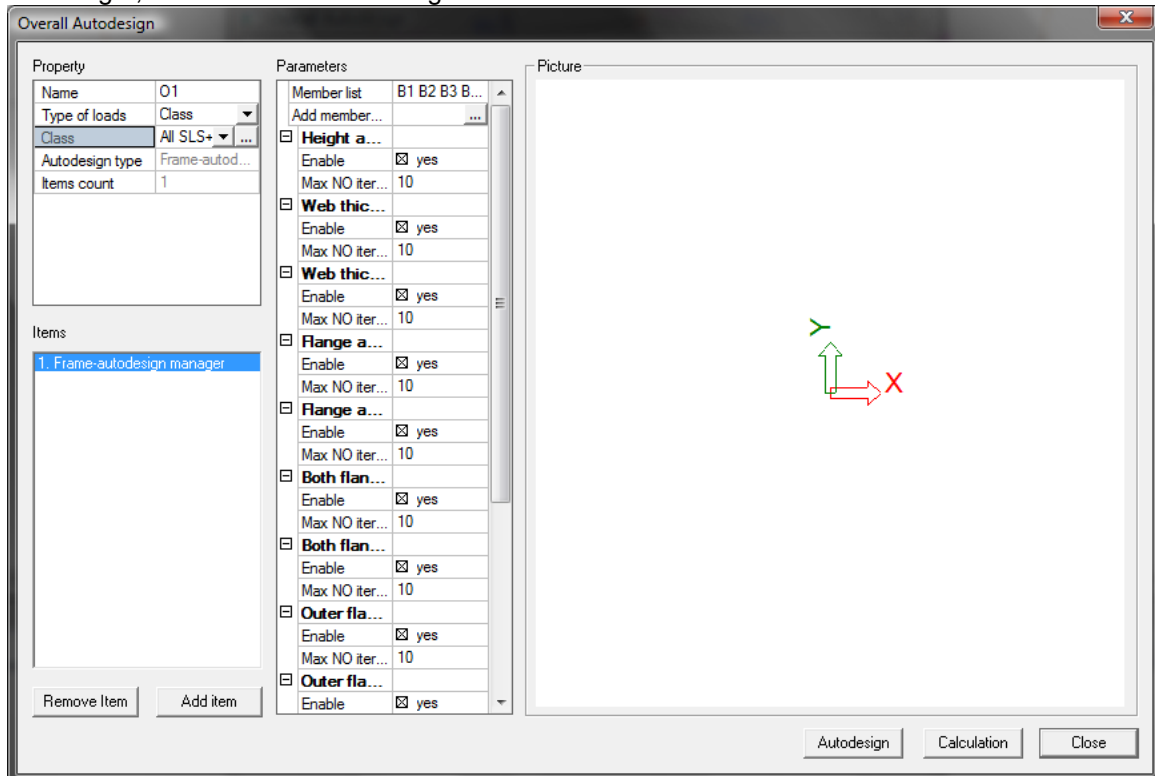 Overall Autodesign
Property
Name O1
Type of loads Class
Class All SLS+ ...
Autodesign type Frame-autod...
Items count 1
Items
1. Frame-autodesign manager
Remove Item Add item
Parameters
Member list B1 B2 B3 B...
Add member... ...
Height a...
Enable yes
Max NO iter... 10
Web thic...
Enable yes
Max NO iter... 10
Web thic...
Enable yes
Max NO iter... 10
Flange a...
Enable yes
Max NO iter... 10
Flange a...
Enable yes
Max NO iter... 10
Both flan...
Enable yes
Max NO iter... 10
Both flan...
Enable yes
Max NO iter... 10
Outer fla...
Enable yes
Max NO iter... 10
Outer fla...
Enable yes
Picture
Y
X
Autodesign Calculation Close